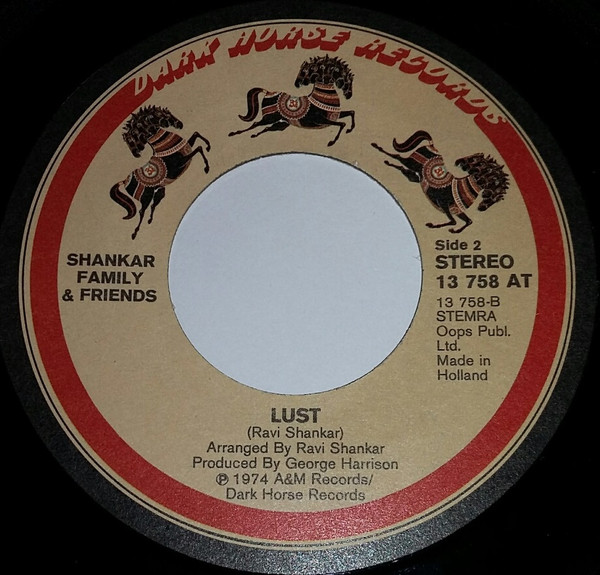 DARK HORSE RECORDS
SHANKAR
FAMILY
& FRIENDS
Side 2
STEREO
13 758 AT
13 758-B
STEMRA
Oops Publ.
Ltd.
Made in
Holland
LUST
(Ravi Shankar)
Arranged By Ravi Shankar
Produced By George Harrison
℗ 1974 A&M Records/
Dark Horse Records